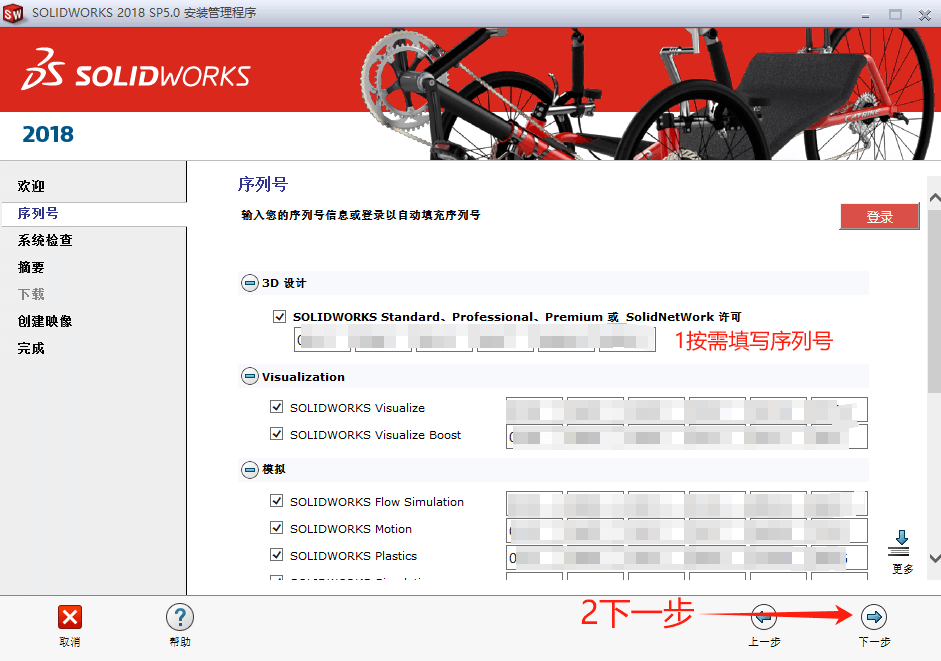 SOLIDWORKS 2018 SP5.0 安装管理程序
SOLIDWORKS
CATRIKE
2018
欢迎
序列号
系统检查
摘要
下载
创建映像
完成
序列号
输入您的序列号信息或登录以自动填充序列号
登录
3D 设计
SOLIDWORKS Standard、Professional、Premium 或 SolidNetWork 许可
1按需填写序列号
Visualization
SOLIDWORKS Visualize
SOLIDWORKS Visualize Boost
模拟
SOLIDWORKS Flow Simulation
SOLIDWORKS Motion
SOLIDWORKS Plastics
更多
2下一步
取消
帮助
上一步
下一步